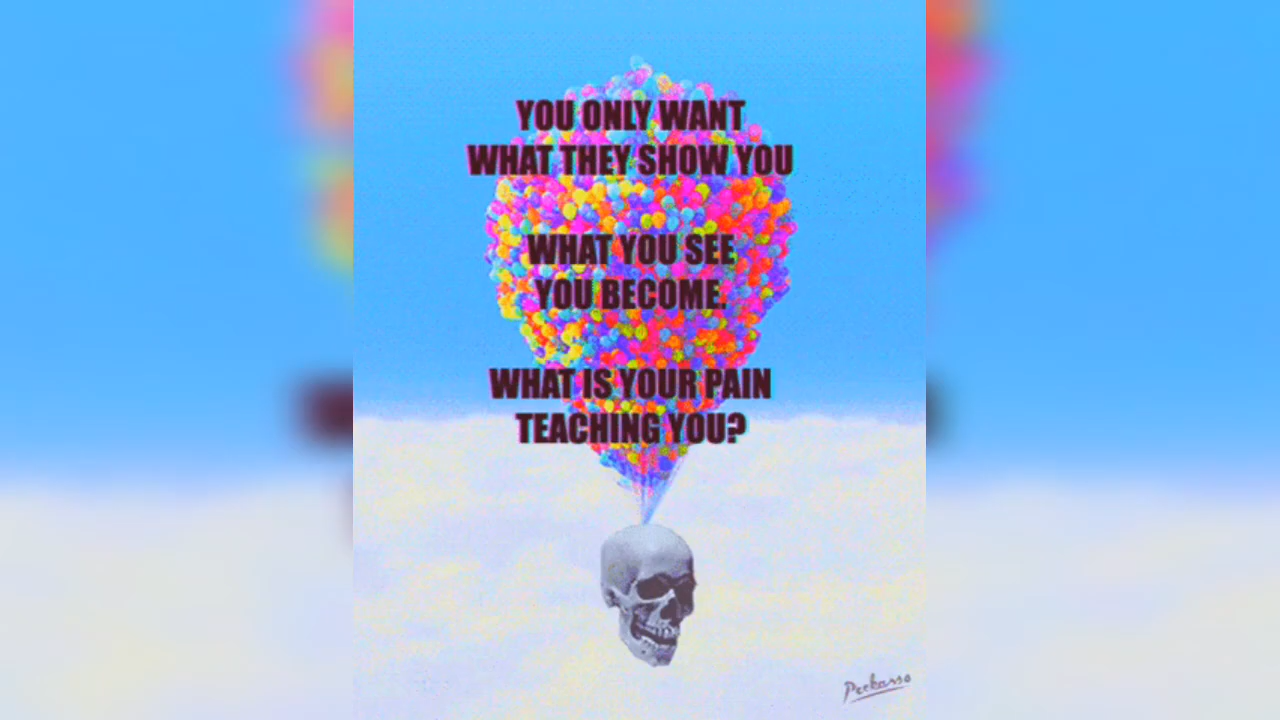 YOU ONLY WANT
WHAT THEY SHOW YOU
WHAT YOU SEE
YOU BECOME.
WHAT IS YOUR PAIN
TEACHING YOU?